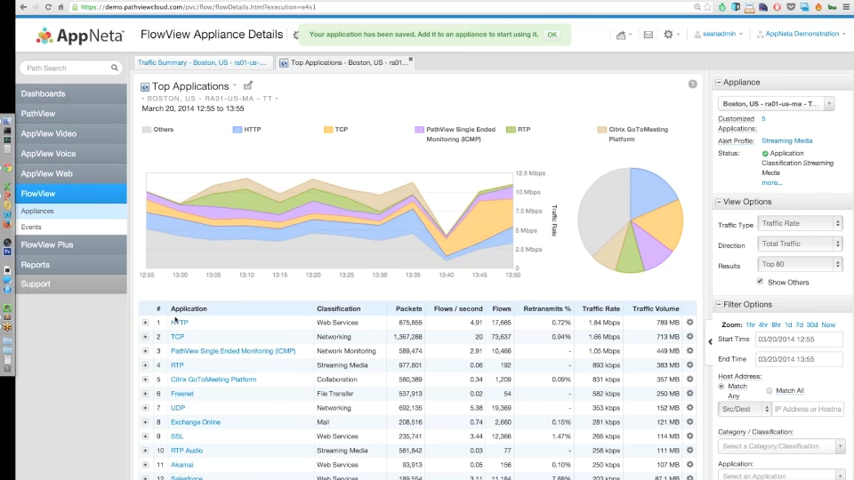 https://demo.pathviewcloud.com/pvc/flow/flowDetails.html?execution=e4s1
AppNeta
FlowView Appliance Details
Your application has been saved. Add it to an appliance to start using it.
OK
seanadmin
AppNeta Demonstration
Path Search
Dashboards
PathView
AppView Video
AppView Voice
AppView Web
FlowView
Appliances
Events
FlowView Plus
Reports
Support
Traffic Summary - Boston, US - ra01-us-...
Top Applications - Boston, US - ra01...
Top Applications
BOSTON, US - RA01-US-MA - TT
March 20, 2014 12:55 to 13:55
Others
HTTP
TCP
PathView Single Ended Monitoring (ICMP)
RTP
Citrix GoToMeeting Platform
12.5 Mbps
10 Mbps
7.5 Mbps
5 Mbps
2.5 Mbps
0
Traffic Rate
12:55 13:00 13:05 13:10 13:15 13:20 13:25 13:30 13:35 13:40 13:45 13:50
# Application Classification Packets Flows / second Flows Retransmits % Traffic Rate Traffic Volume
1 HTTP Web Services 875,855 4.91 17,665 0.72% 1.84 Mbps 789 MB
2 TCP Networking 1,367,288 20 73,637 0.94% 1.66 Mbps 713 MB
3 PathView Single Ended Monitoring (ICMP) Network Monitoring 589,474 2.91 10,466 - 1.05 Mbps 449 MB
4 RTP Streaming Media 977,801 0.06 192 - 893 kbps 383 MB
5 Citrix GoToMeeting Platform Collaboration 580,389 0.34 1,209 0.09% 831 kbps 357 MB
6 Freenet File Transfer 537,913 0.02 54 - 582 kbps 250 MB
7 UDP Networking 692,135 5.38 19,369 - 353 kbps 152 MB
8 Exchange Online Mail 208,516 0.74 2,660 0.15% 281 kbps 121 MB
9 SSL Web Services 235,741 3.44 12,366 1.47% 266 kbps 114 MB
10 RTP Audio Streaming Media 581,842 0.03 77 - 258 kbps 111 MB
11 Akamai Web Services 93,913 0.05 156 0.10% 250 kbps 107 MB
12 Salesforce Web Services 189,554 3.11 11,184 7.88% 203 kbps 87.1 MB
Appliance
Boston, US - ra01-us-ma - T...
Customized Applications: 5
Alert Profile: Streaming Media
Status: Application Classification Streaming Media
more...
View Options
Traffic Type Traffic Rate
Direction Total Traffic
Results Top 80
Show Others
Filter Options
Zoom: 1hr 4hr 8hr 1d 7d 30d Now
Start Time 03/20/2014 12:55
End Time 03/20/2014 13:55
Host Address:
Match Any Match All
Src/Dest IP Address or Hostna
Category / Classification:
Select a Category/Classification
Application:
Select an Application